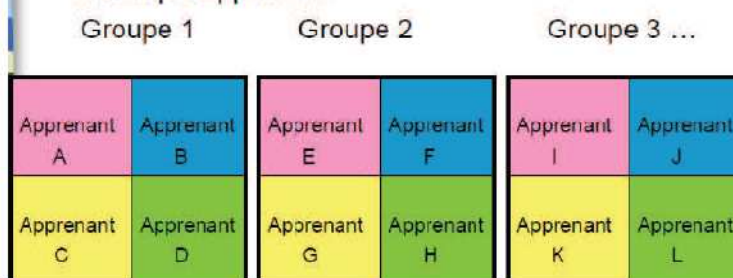 Groupe 1 Groupe 2 Groupe 3 ...
Apprenant Apprenant Apprenant Apprenant Apprenant Apprenant
A B E F I J
Apprenant Apprenant Apprenant Apprenant Apprenant Apprenant
C D G H K L